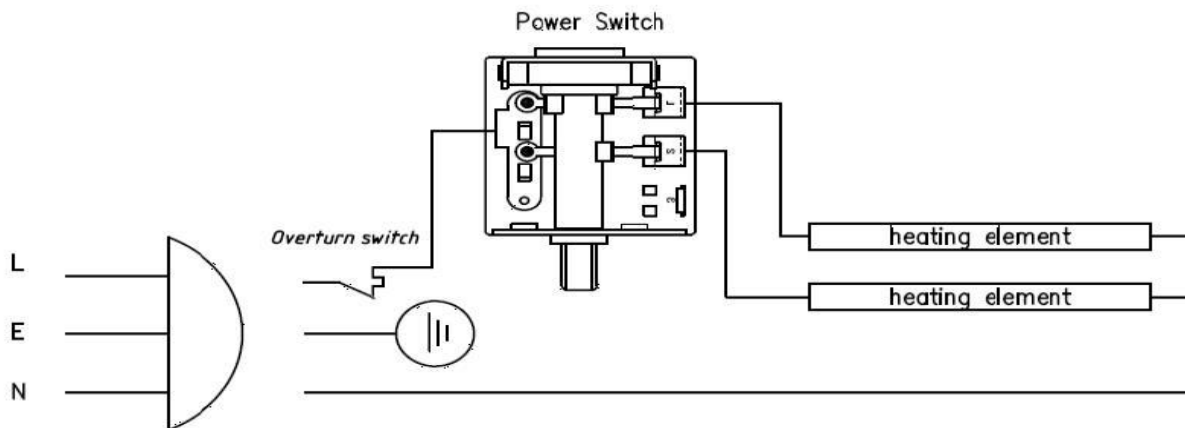 Power Switch
Overturn switch
L
E
N
heating element
heating element